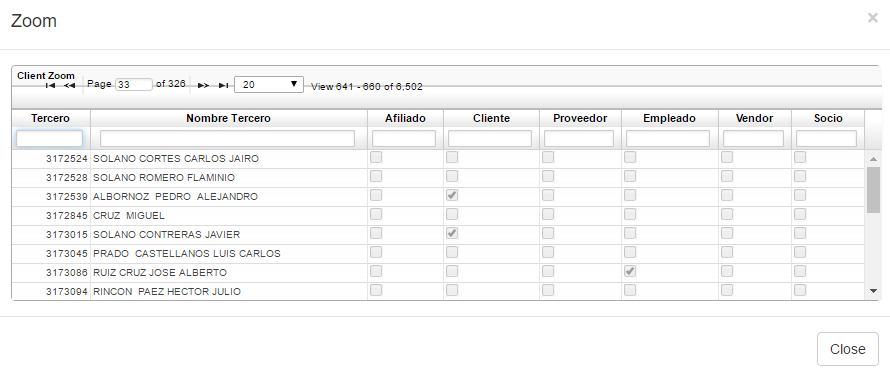 Zoom
×
Client Zoom
Page 33 of 326 20 View 641 - 660 of 6,502
Tercero Nombre Tercero Afiliado Cliente Proveedor Empleado Vendor Socio
3172524 SOLANO CORTES CARLOS JAIRO
3172528 SOLANO ROMERO FLAMINIO
3172539 ALBORNOZ PEDRO ALEJANDRO
3172845 CRUZ MIGUEL
3173015 SOLANO CONTRERAS JAVIER
3173045 PRADO CASTELLANOS LUIS CARLOS
3173086 RUIZ CRUZ JOSE ALBERTO
3173094 RINCON PAEZ HECTOR JULIO
Close